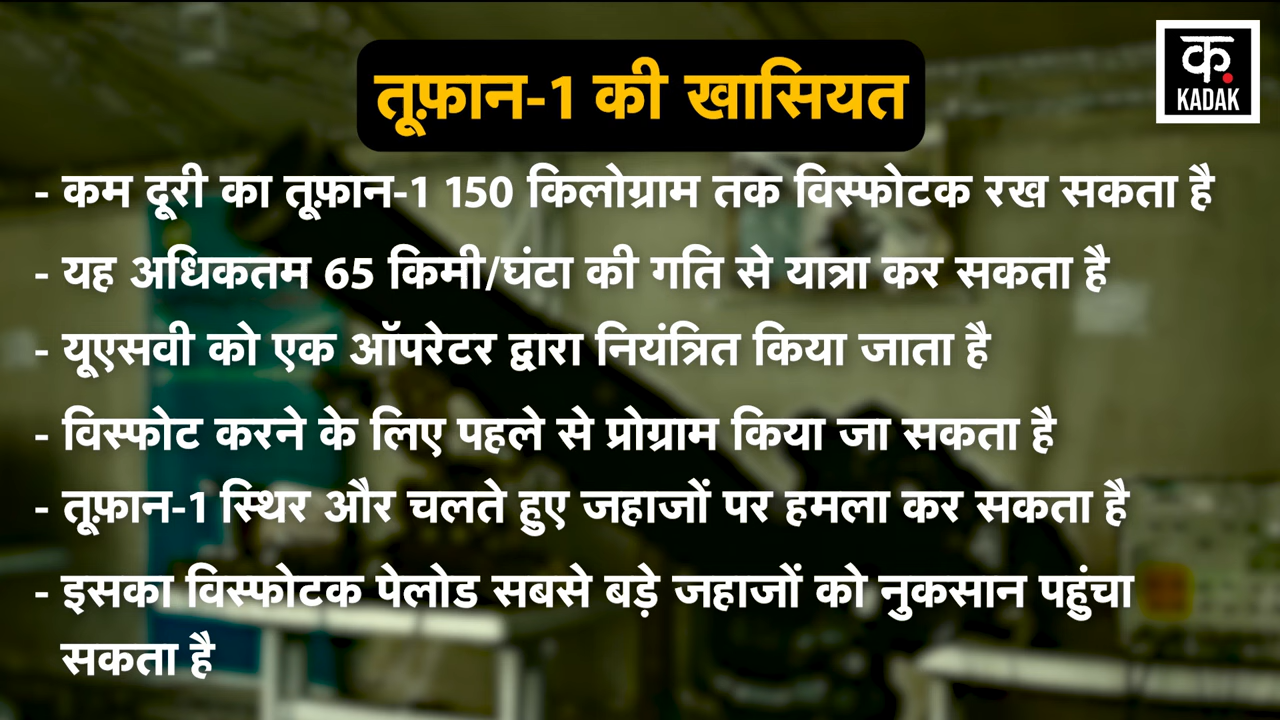 तूफ़ान-1 की खासियत
क.
KADAK
- कम दूरी का तूफ़ान-1 150 किलोग्राम तक विस्फोटक रख सकता है
- यह अधिकतम 65 किमी/घंटा की गति से यात्रा कर सकता है
- यूएसवी को एक ऑपरेटर द्वारा नियंत्रित किया जाता है
- विस्फोट करने के लिए पहले से प्रोग्राम किया जा सकता है
- तूफ़ान-1 स्थिर और चलते हुए जहाजों पर हमला कर सकता है
- इसका विस्फोटक पेलोड सबसे बड़े जहाजों को नुकसान पहुंचा
सकता है